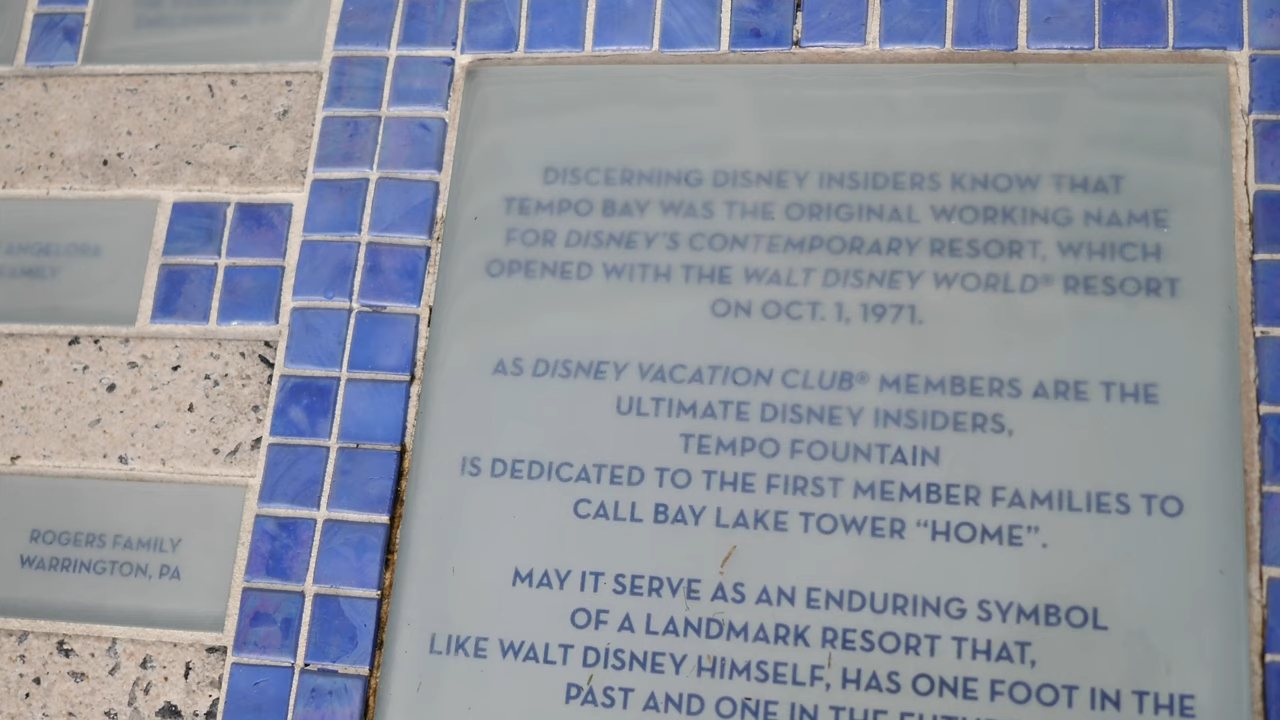 DISCERNING DISNEY INSIDERS KNOW THAT
TEMPO BAY WAS THE ORIGINAL WORKING NAME
FOR DISNEY'S CONTEMPORARY RESORT, WHICH
OPENED WITH THE WALT DISNEY WORLD® RESORT
ON OCT. 1, 1971.
AS DISNEY VACATION CLUB® MEMBERS ARE THE
ULTIMATE DISNEY INSIDERS,
TEMPO FOUNTAIN
IS DEDICATED TO THE FIRST MEMBER FAMILIES TO
CALL BAY LAKE TOWER “HOME”.
MAY IT SERVE AS AN ENDURING SYMBOL
OF A LANDMARK RESORT THAT,
LIKE WALT DISNEY HIMSELF, HAS ONE FOOT IN THE
PAST AND ONE IN THE
FAMILY
ROGERS FAMILY
WARRINGTON, PA